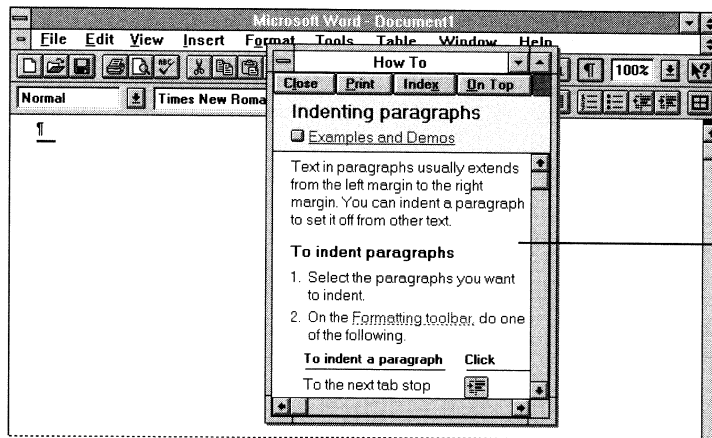 Microsoft Word - Document1
File Edit View Insert Format Tools Table Window Help
100%
Normal
Times New Roma
¶
How To
Close Print Index On Top
Indenting paragraphs
Examples and Demos
Text in paragraphs usually extends
from the left margin to the right
margin. You can indent a paragraph
to set it off from other text.
To indent paragraphs
1. Select the paragraphs you want
to indent.
2. On the Formatting toolbar, do one
of the following.
To indent a paragraph Click
To the next tab stop